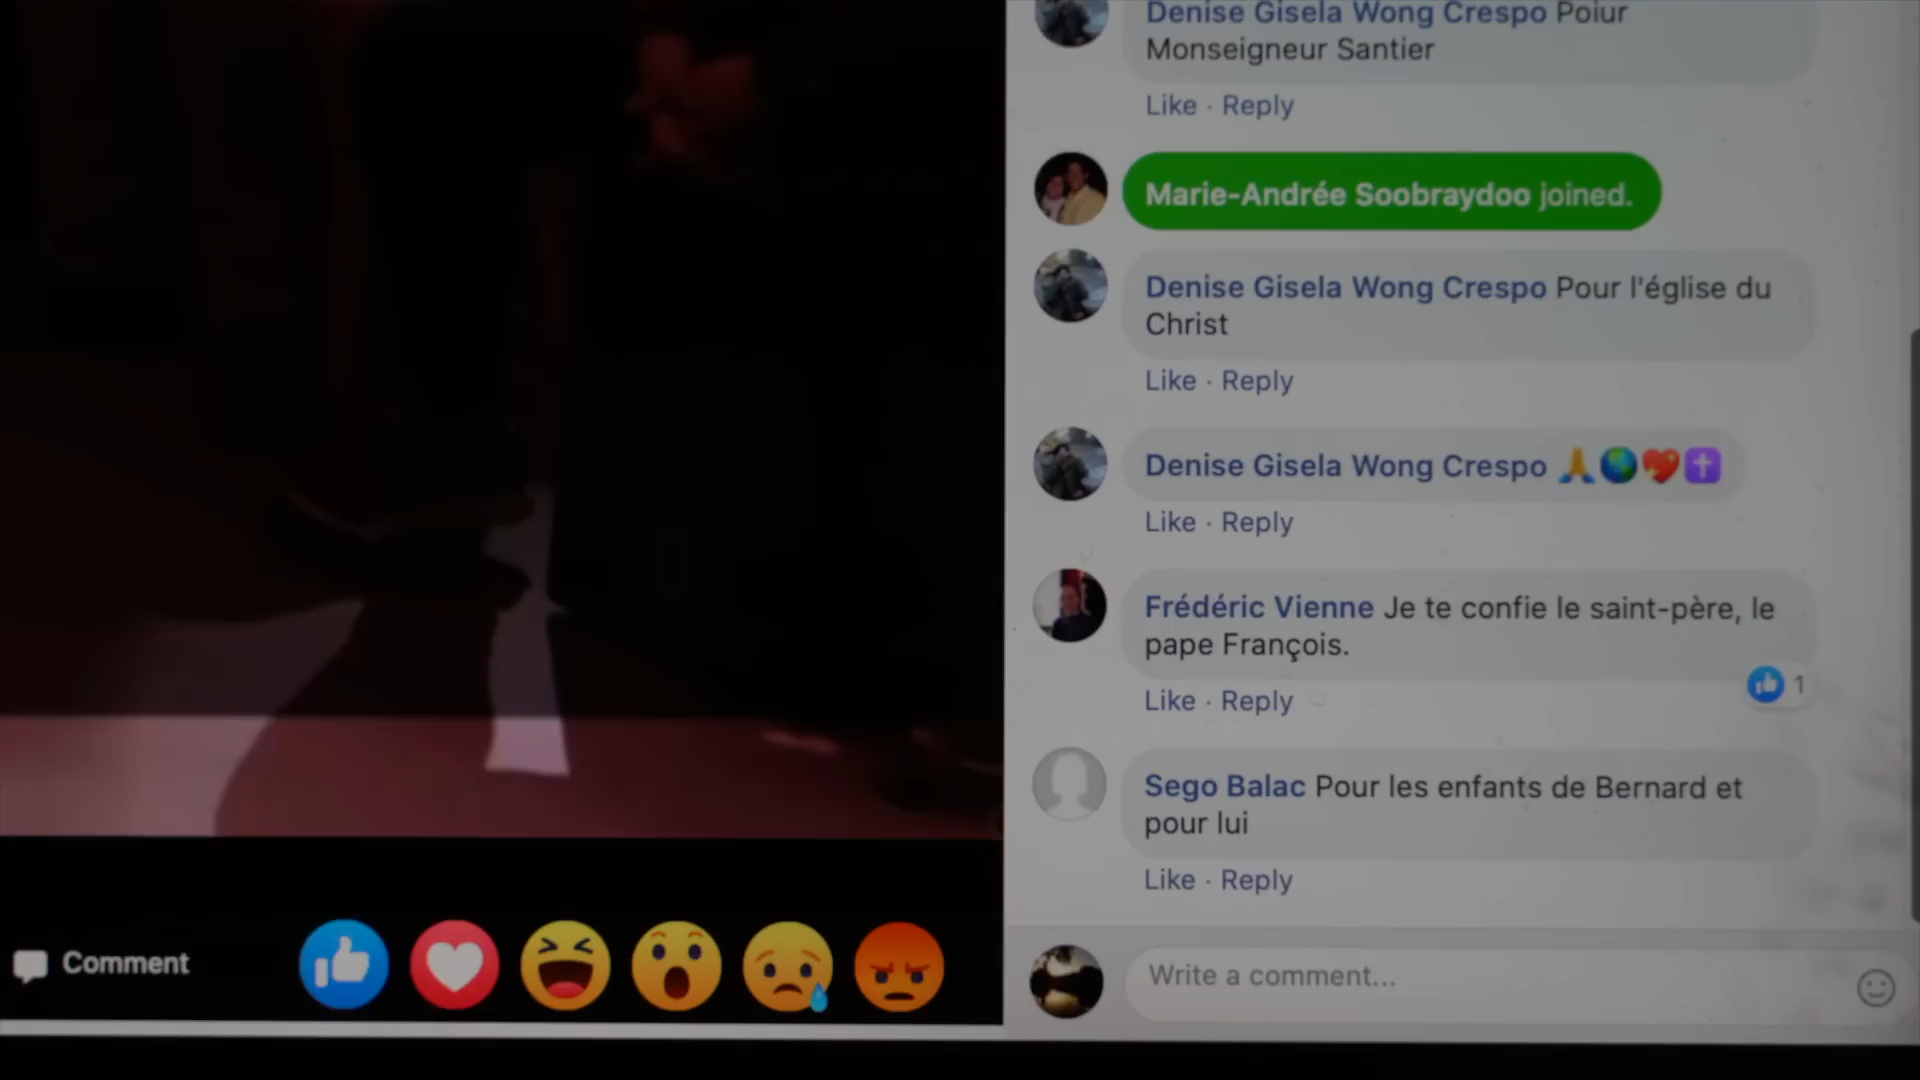 Denise Gisela Wong Crespo Poiur
Monseigneur Santier
Like · Reply
Marie-Andrée Soobraydoo joined.
Denise Gisela Wong Crespo Pour l'église du
Christ
Like · Reply
Denise Gisela Wong Crespo 🙏🌎💖✝️
Like · Reply
Frédéric Vienne Je te confie le saint-père, le
pape François.
1
Like · Reply
Sego Balac Pour les enfants de Bernard et
pour lui
Like · Reply
Comment
Write a comment...